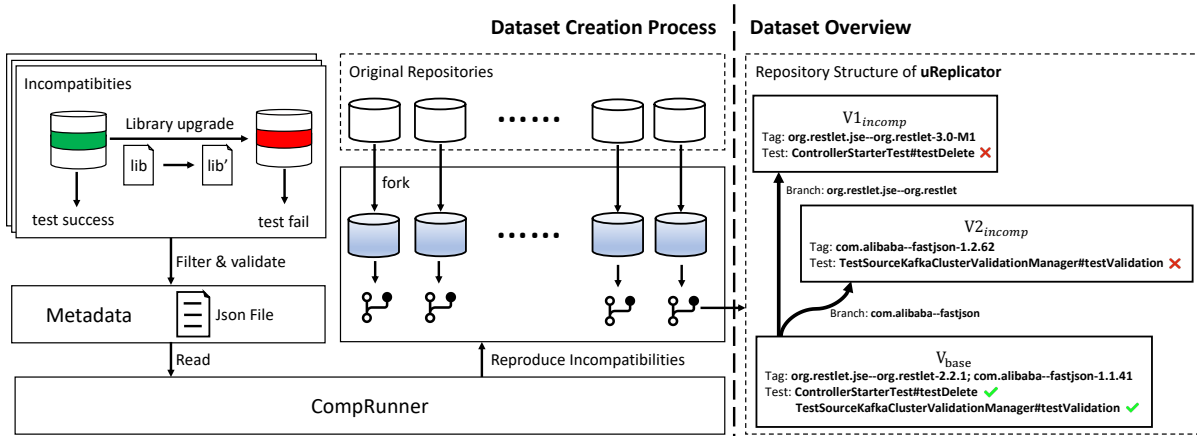 Dataset Creation Process
Incompatibities
Library upgrade
lib
lib'
test success
test fail
Filter & validate
Metadata
Json File
Read
CompRunner
Original Repositories
......
fork
......
Reproduce Incompatibilities
Dataset Overview
Repository Structure of uReplicator
V1incomp
Tag: org.restlet.jse--org.restlet-3.0-M1
Test: ControllerStarterTest#testDelete
Branch: org.restlet.jse--org.restlet
V2incomp
Tag: com.alibaba--fastjson-1.2.62
Test: TestSourceKafkaClusterValidationManager#testValidation
Branch: com.alibaba--fastjson
Vbase
Tag: org.restlet.jse--org.restlet-2.2.1; com.alibaba--fastjson-1.1.41
Test: ControllerStarterTest#testDelete
TestSourceKafkaClusterValidationManager#testValidation